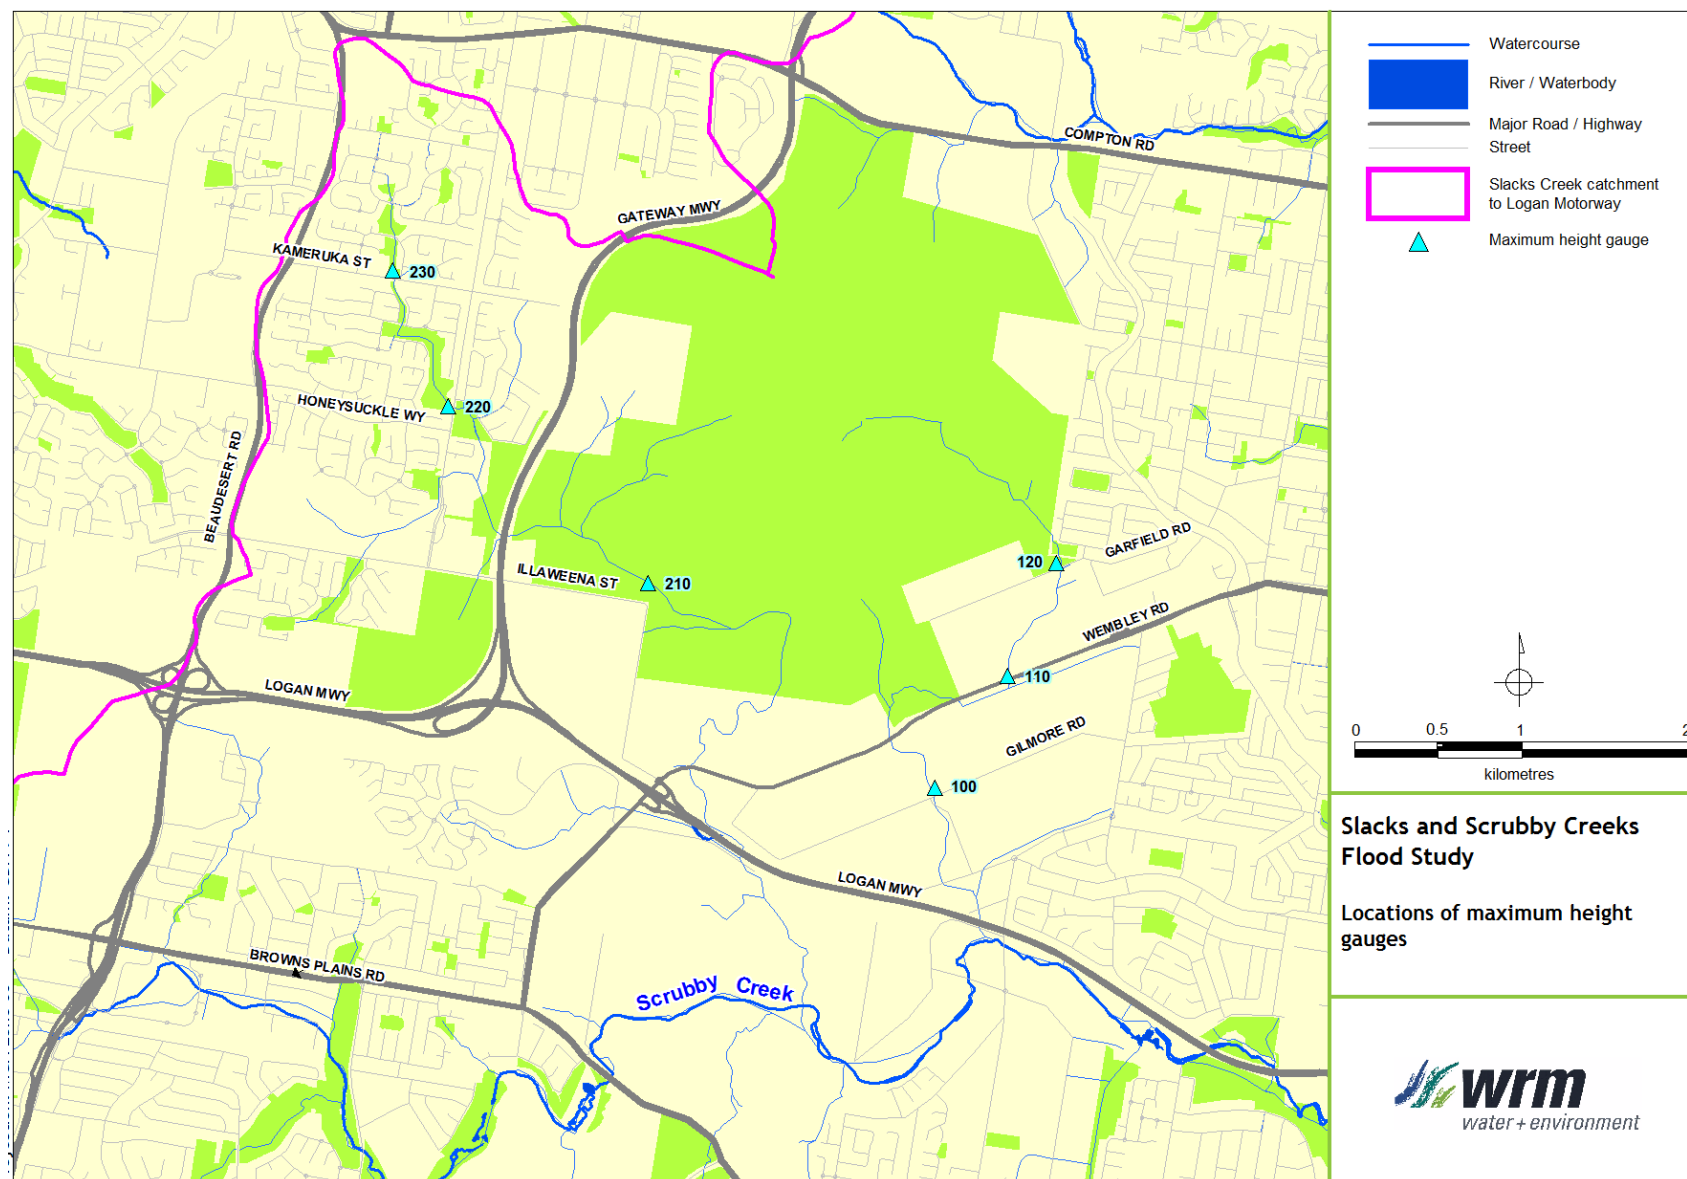 COMPTON RD
GATEWAY MWY
KAMERUKA ST
230
HONEYSUCKLE WY
220
BEAUDESERT RD
ILLAWEENA ST
210
120
GARFIELD RD
WEMBLEY RD
110
LOGAN MWY
GILMORE RD
100
LOGAN MWY
BROWNS PLAINS RD
Scrubby Creek
Watercourse
River / Waterbody
Major Road / Highway
Street
Slacks Creek catchment
to Logan Motorway
Maximum height gauge
0 0.5 1 2
kilometres
Slacks and Scrubby Creeks
Flood Study
Locations of maximum height
gauges
wrm
water + environment